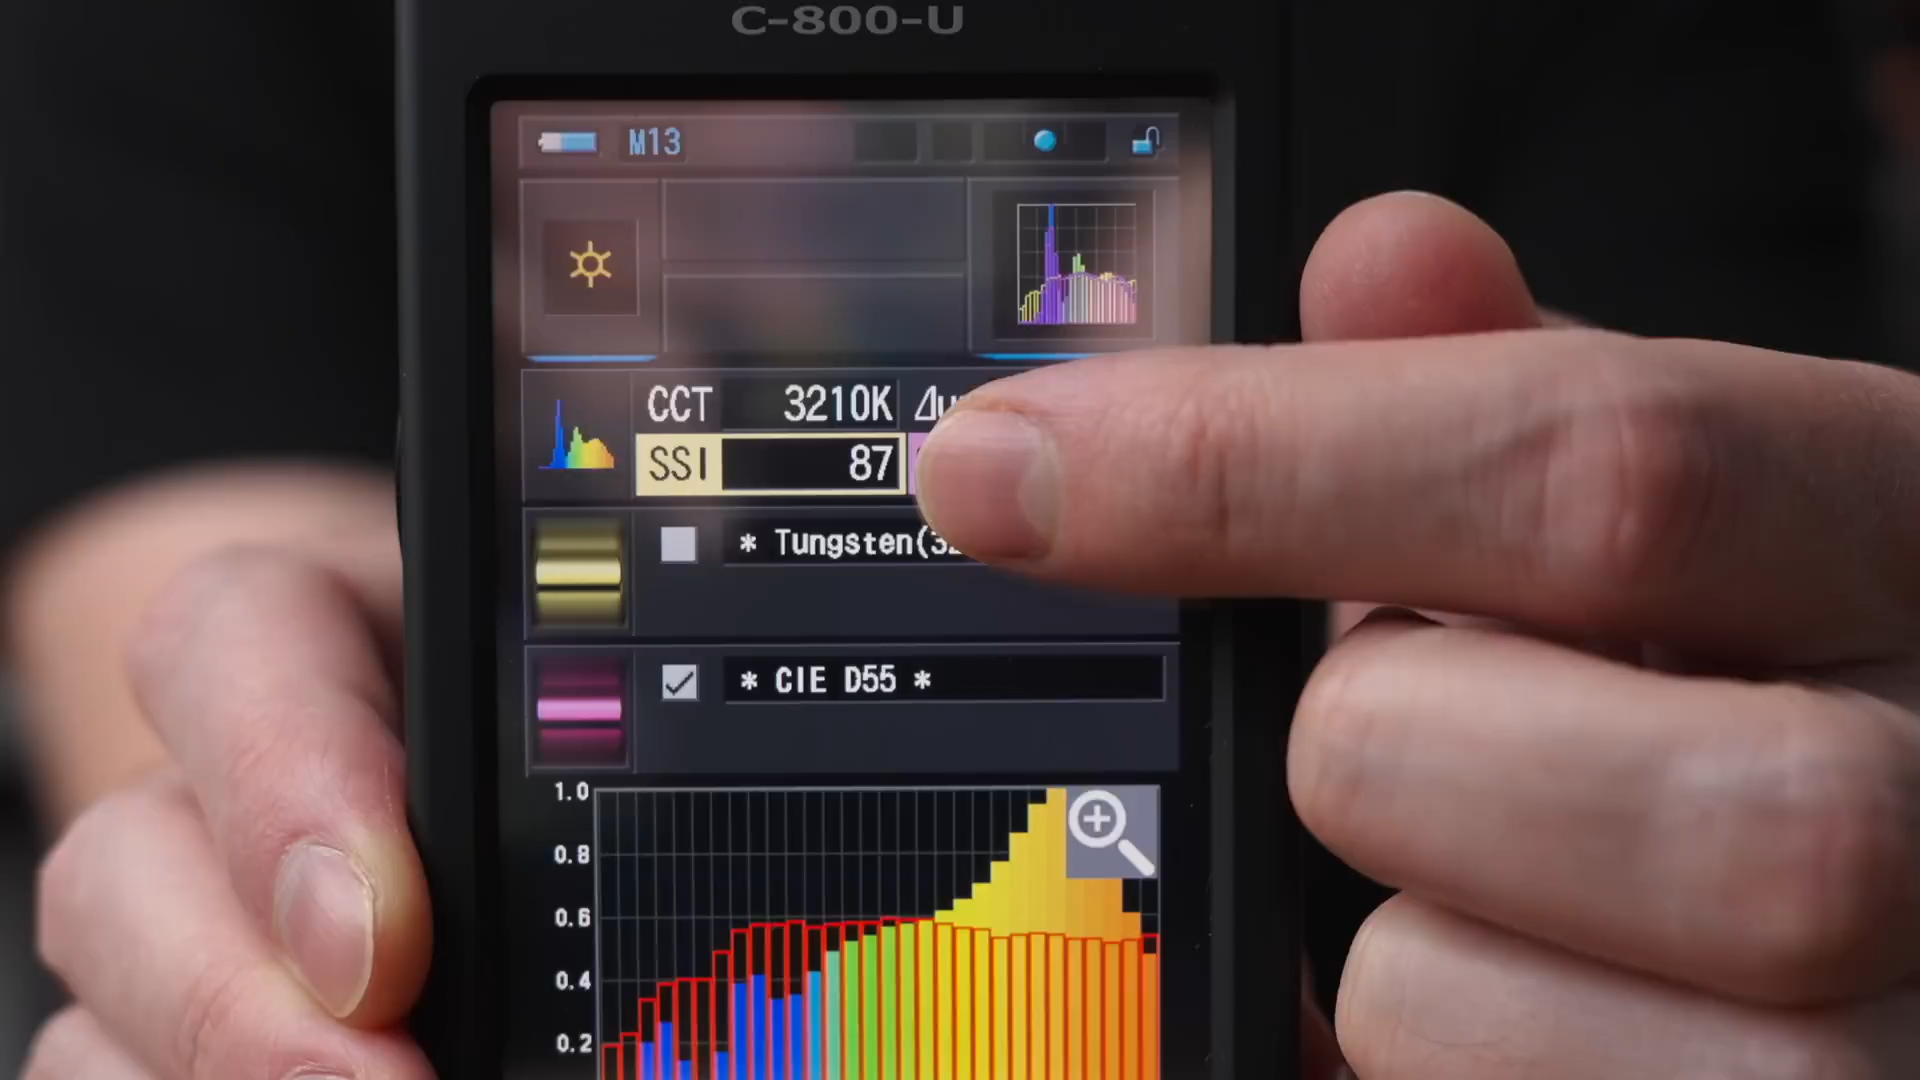 C-800-U
M13
CCT 3210K
SSI 87
* Tungsten(
* CIE D55 *
1.0
0.8
0.6
0.4
0.2